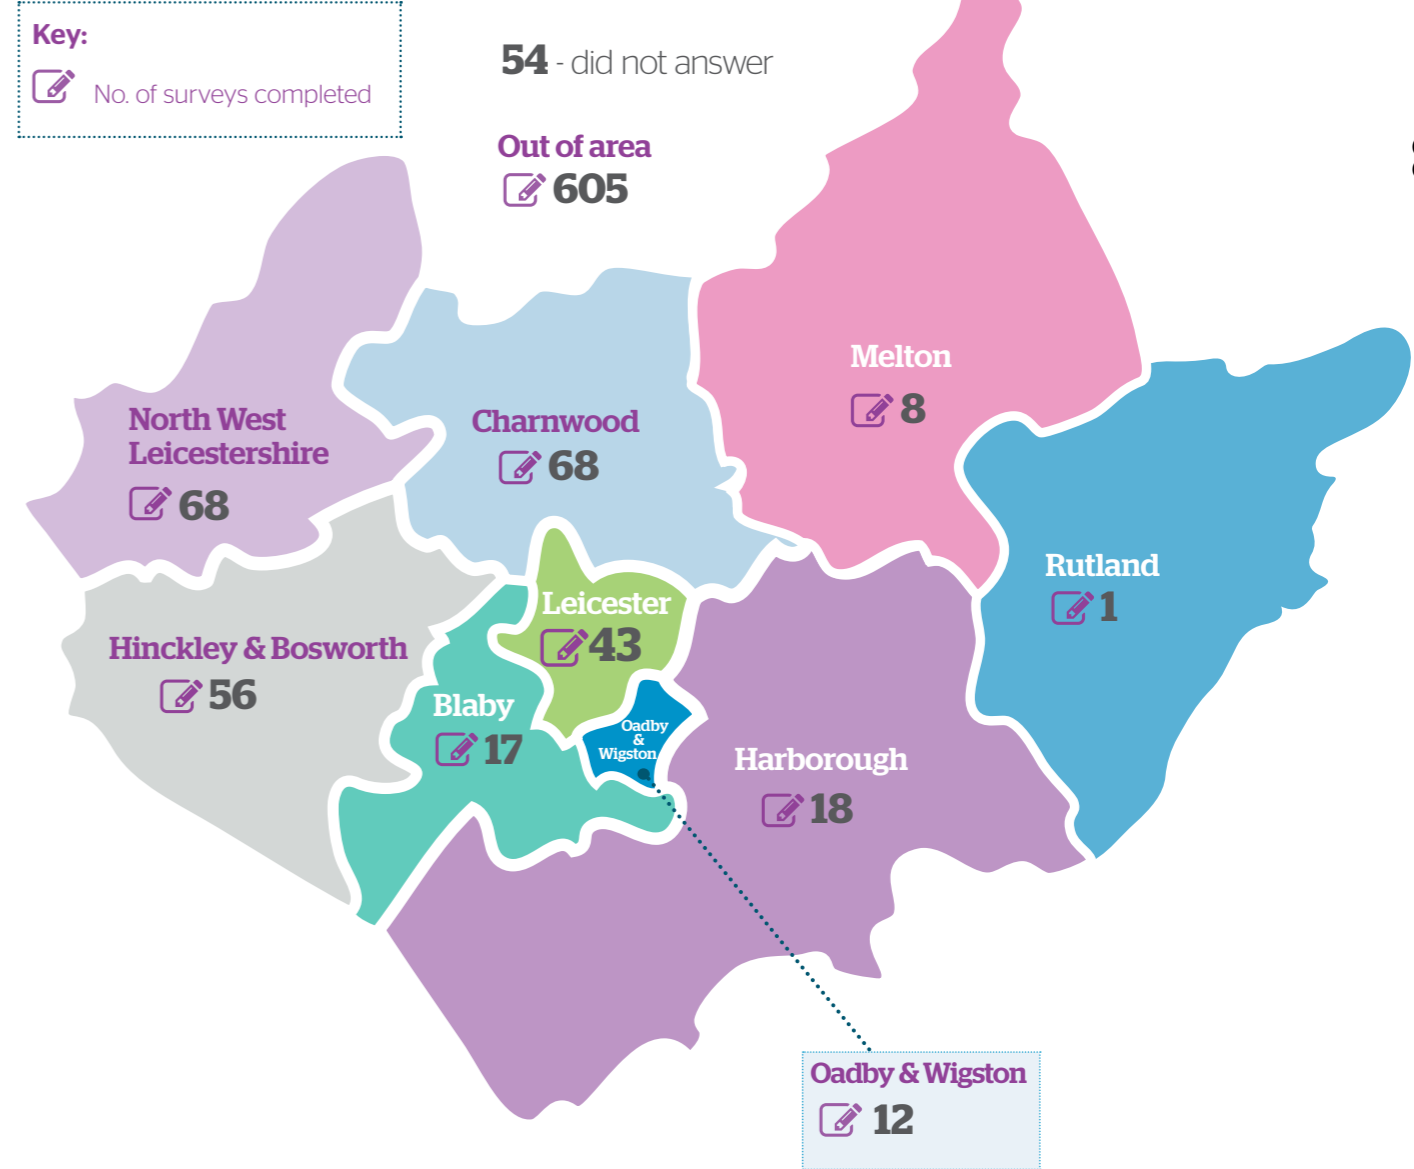 Key:
No. of surveys completed
54 - did not answer
Out of area
605
Melton
8
North West
Leicestershire
68
Charnwood
68
Rutland
1
Leicester
43
Hinckley & Bosworth
56
Blaby
17
Oadby
&
Wigston
Harborough
18
Oadby & Wigston
12